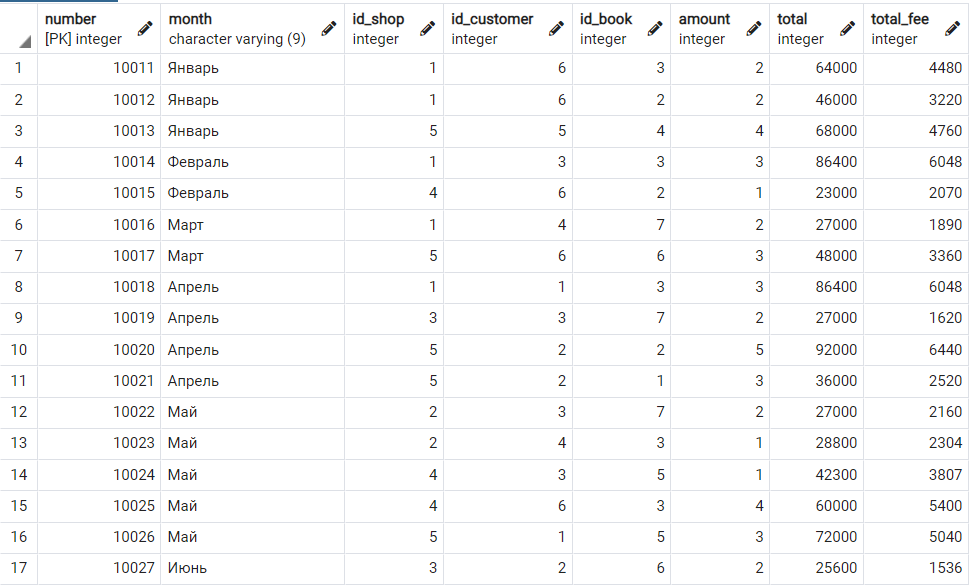 number month id_shop id_customer id_book amount total total_fee
[PK] integer character varying (9) integer integer integer integer integer integer
1 10011 Январь 1 6 3 2 64000 4480
2 10012 Январь 1 6 2 2 46000 3220
3 10013 Январь 5 5 4 4 68000 4760
4 10014 Февраль 1 3 3 3 86400 6048
5 10015 Февраль 4 6 2 1 23000 2070
6 10016 Март 1 4 7 2 27000 1890
7 10017 Март 5 6 6 3 48000 3360
8 10018 Апрель 1 1 3 3 86400 6048
9 10019 Апрель 3 3 7 2 27000 1620
10 10020 Апрель 5 2 2 5 92000 6440
11 10021 Апрель 5 2 1 3 36000 2520
12 10022 Май 2 3 7 2 27000 2160
13 10023 Май 2 4 3 1 28800 2304
14 10024 Май 4 3 5 1 42300 3807
15 10025 Май 4 6 3 4 60000 5400
16 10026 Май 5 1 5 3 72000 5040
17 10027 Июнь 3 2 6 2 25600 1536